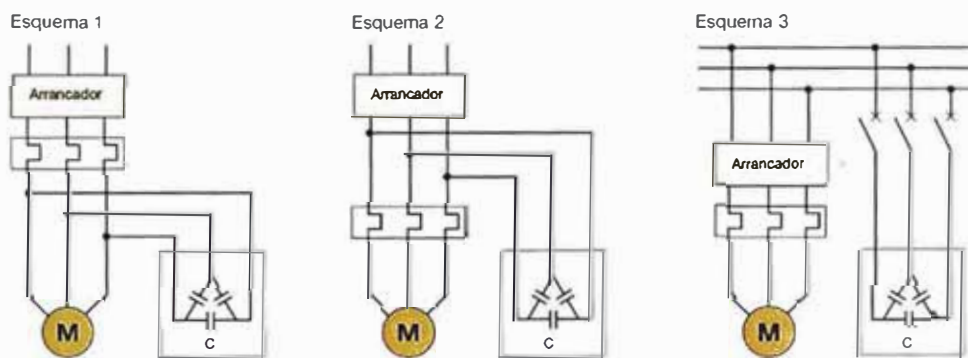 Esquema 1
Arrancador
M
C
Esquema 2
Arrancador
M
C
Esquema 3
Arrancador
M
C